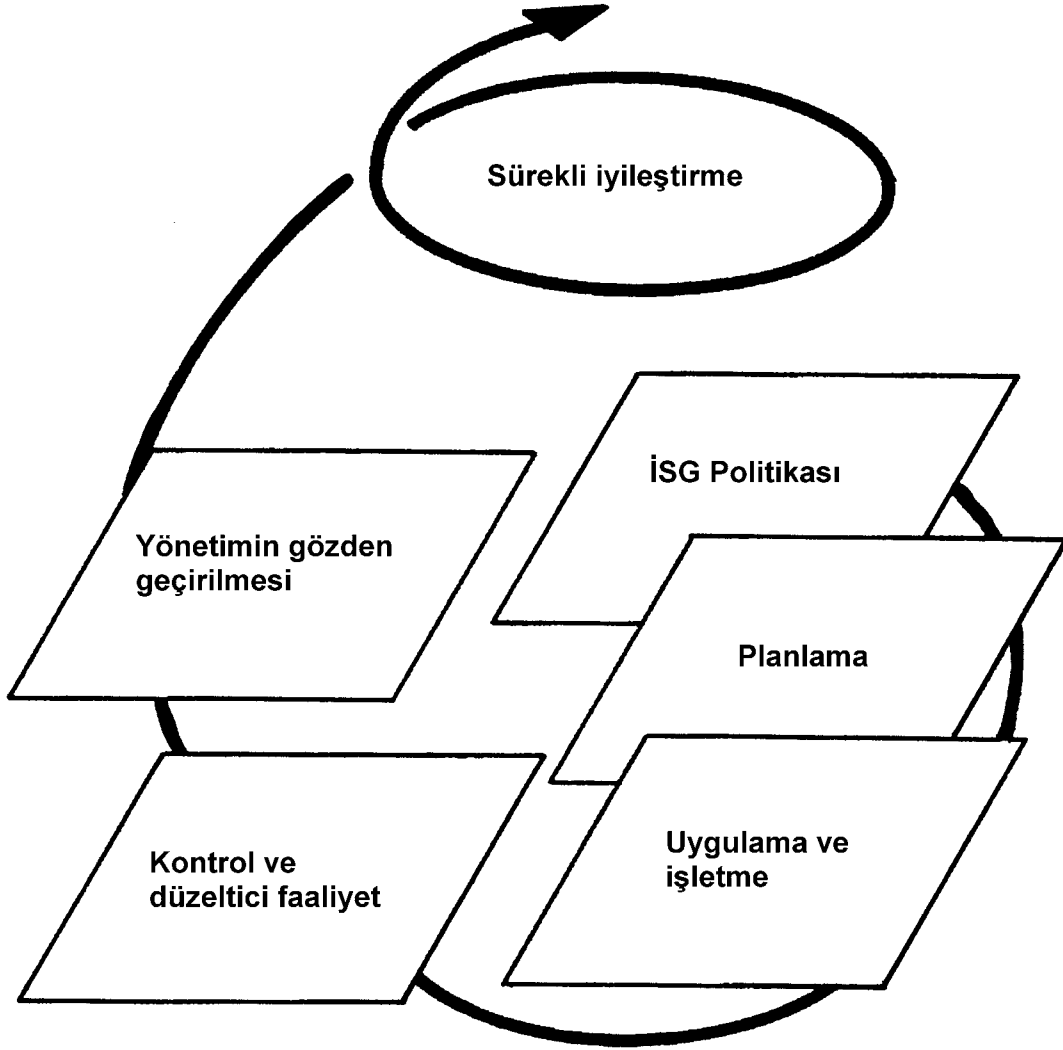 Sürekli iyileştirme
İSG Politikası
Planlama
Uygulama ve
işletme
Kontrol ve
düzeltici faaliyet
Yönetimin gözden
geçirilmesi